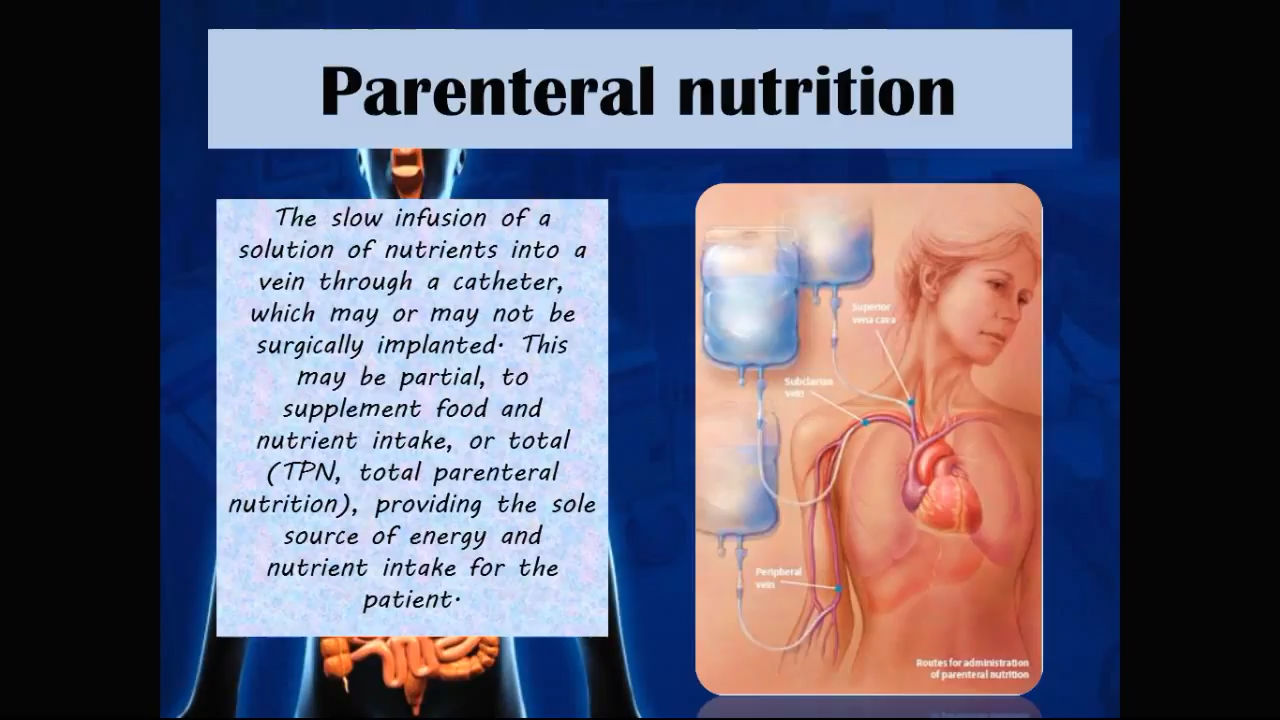 Parenteral nutrition
The slow infusion of a
solution of nutrients into a
vein through a catheter,
which may or may not be
surgically implanted. This
may be partial, to
supplement food and
nutrient intake, or total
(TPN, total parenteral
nutrition), providing the sole
source of energy and
nutrient intake for the
patient.
Superior
vena cava
Subclavian
vein
Peripheral
vein
Routes for administration
of parenteral nutrition